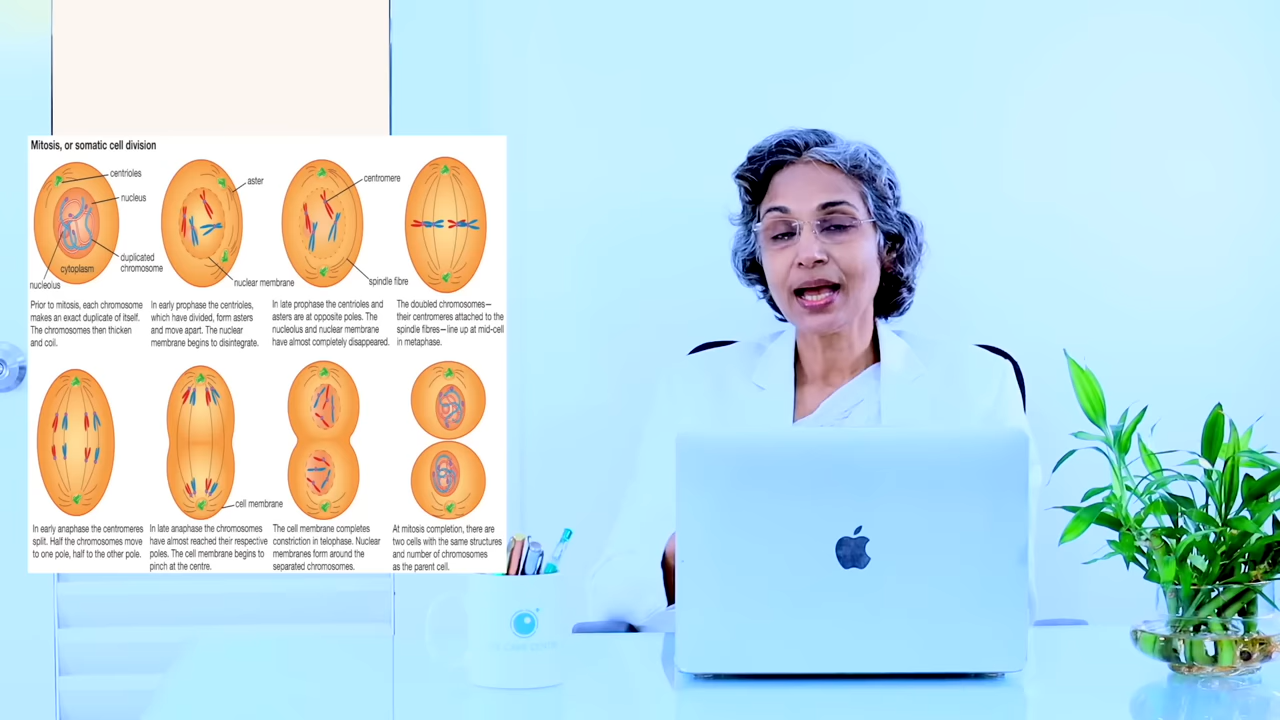 Mitosis, or somatic cell division
centrioles
nucleus
duplicated
chromosome
cytoplasm
nucleolus
aster
nuclear membrane
centromere
spindle fibre
Prior to mitosis, each chromosome
makes an exact duplicate of itself.
The chromosomes then thicken
and coil.
In early prophase the centrioles,
which have divided, form asters
and move apart. The nuclear
membrane begins to disintegrate.
In late prophase the centrioles and
asters are at opposite poles. The
nucleolus and nuclear membrane
have almost completely disappeared.
The doubled chromosomes—
their centromeres attached to the
spindle fibres—line up at mid-cell
in metaphase.
cell membrane
In early anaphase the centromeres
split. Half the chromosomes move
to one pole, half to the other pole.
In late anaphase the chromosomes
have almost reached their respective
poles. The cell membrane begins to
pinch at the centre.
The cell membrane completes
constriction in telophase. Nuclear
membranes form around the
separated chromosomes.
At mitosis completion, there are
two cells with the same structures
and number of chromosomes
as the parent cell.